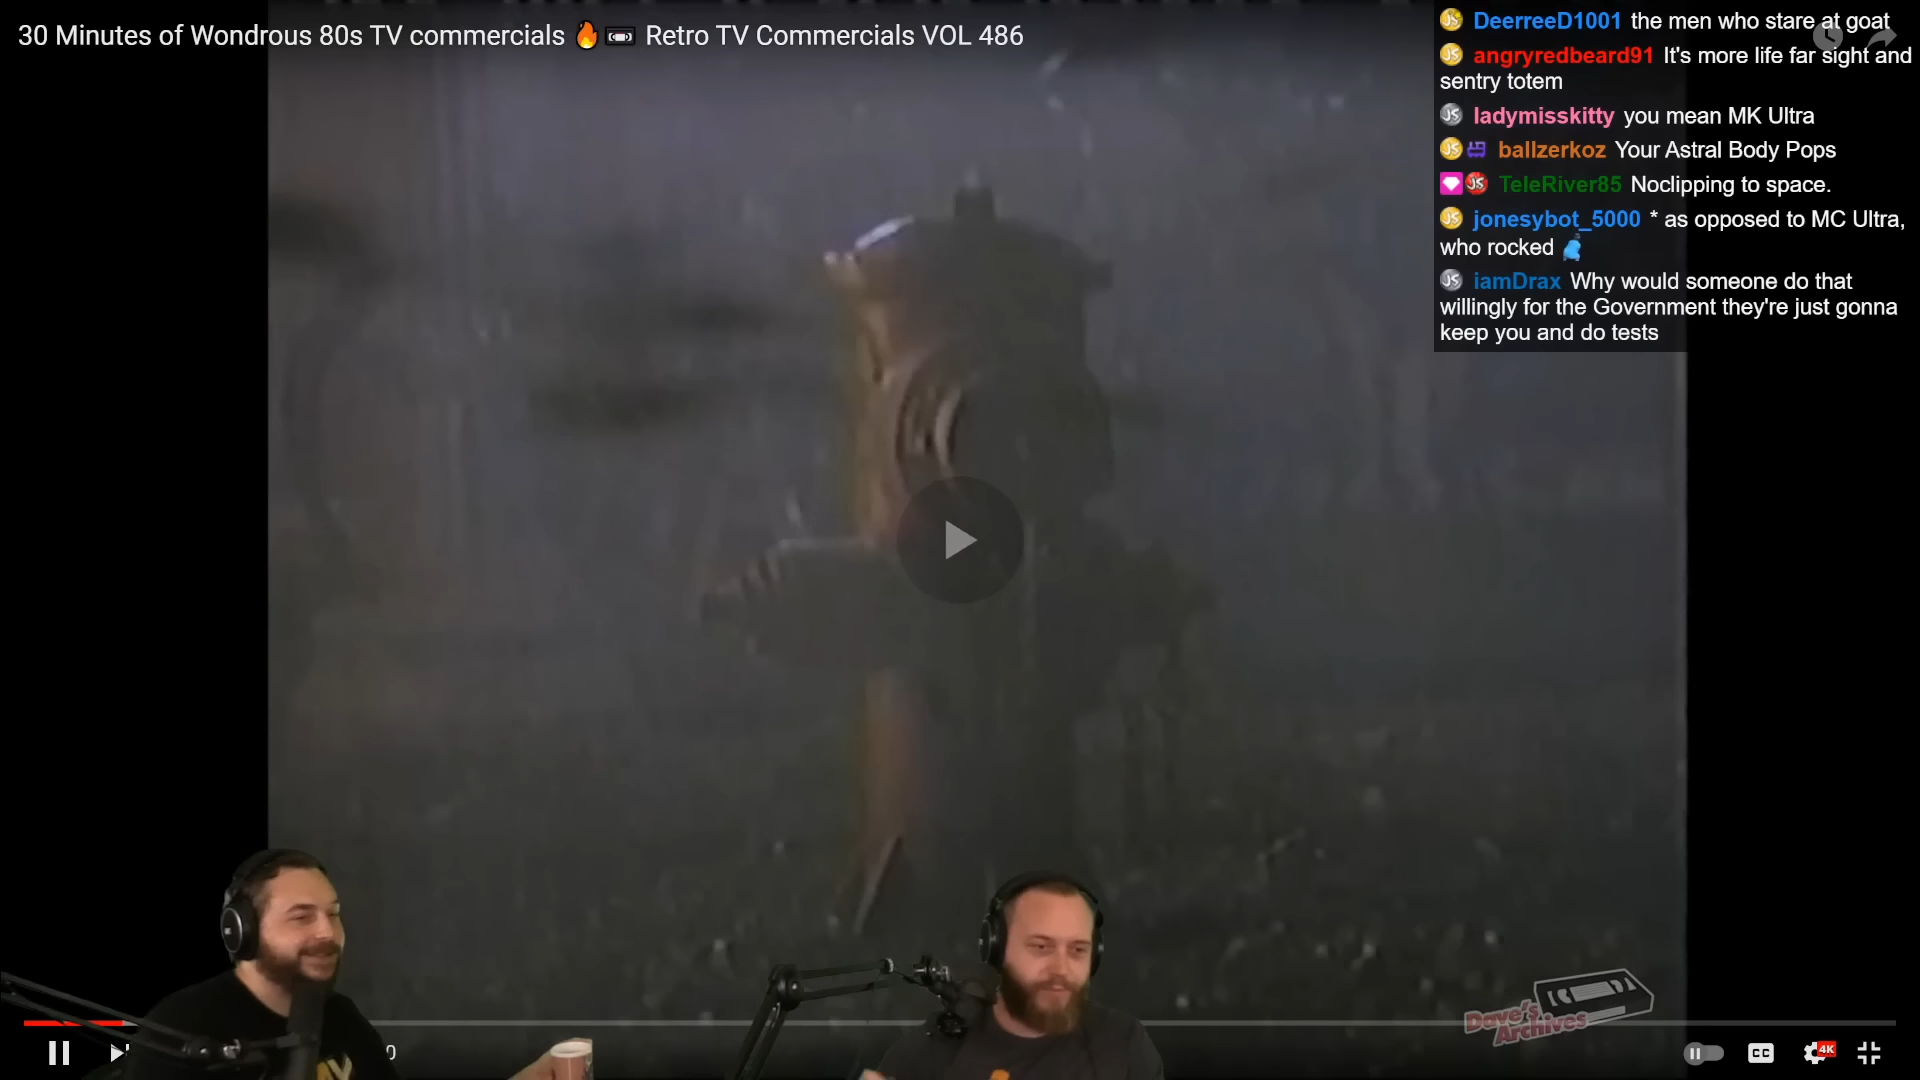 30 Minutes of Wondrous 80s TV commercials 🔥📼 Retro TV Commercials VOL 486
DeerreeD1001 the men who stare at goat
angryredbeard91 It's more life far sight and
sentry totem
ladymisskitty you mean MK Ultra
ballzerkoz Your Astral Body Pops
TeleRiver85 Noclipping to space.
jonesybot_5000 * as opposed to MC Ultra,
who rocked
iamDrax Why would someone do that
willingly for the Government they're just gonna
keep you and do tests
Dave's
Archives
0
CC
4K